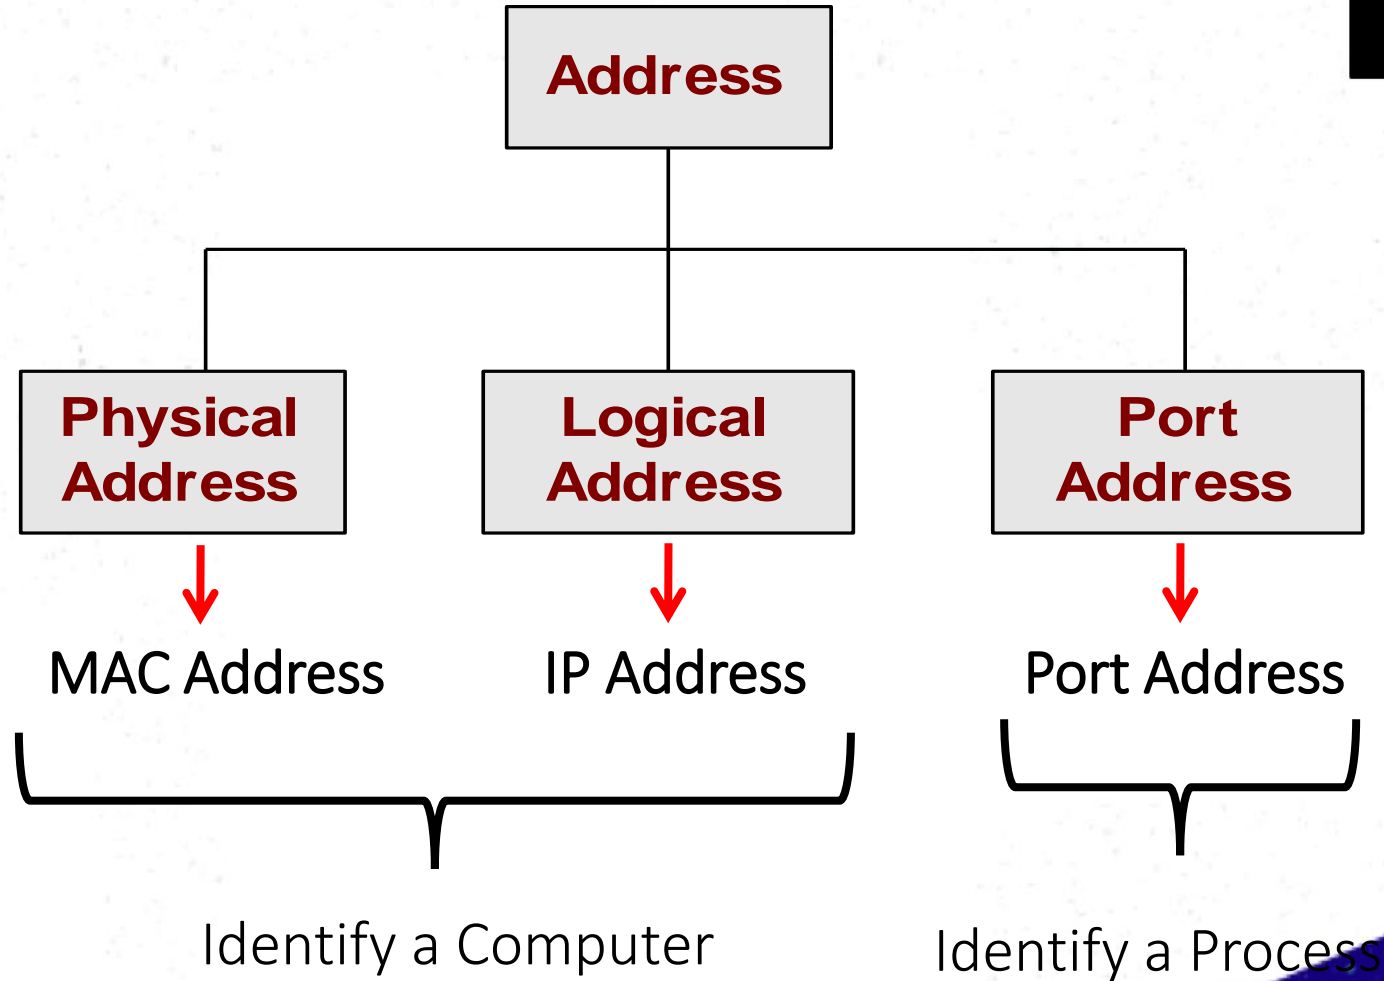 Address
Physical
Address
Logical
Address
Port
Address
MAC Address
IP Address
Port Address
Identify a Computer
Identify a Process